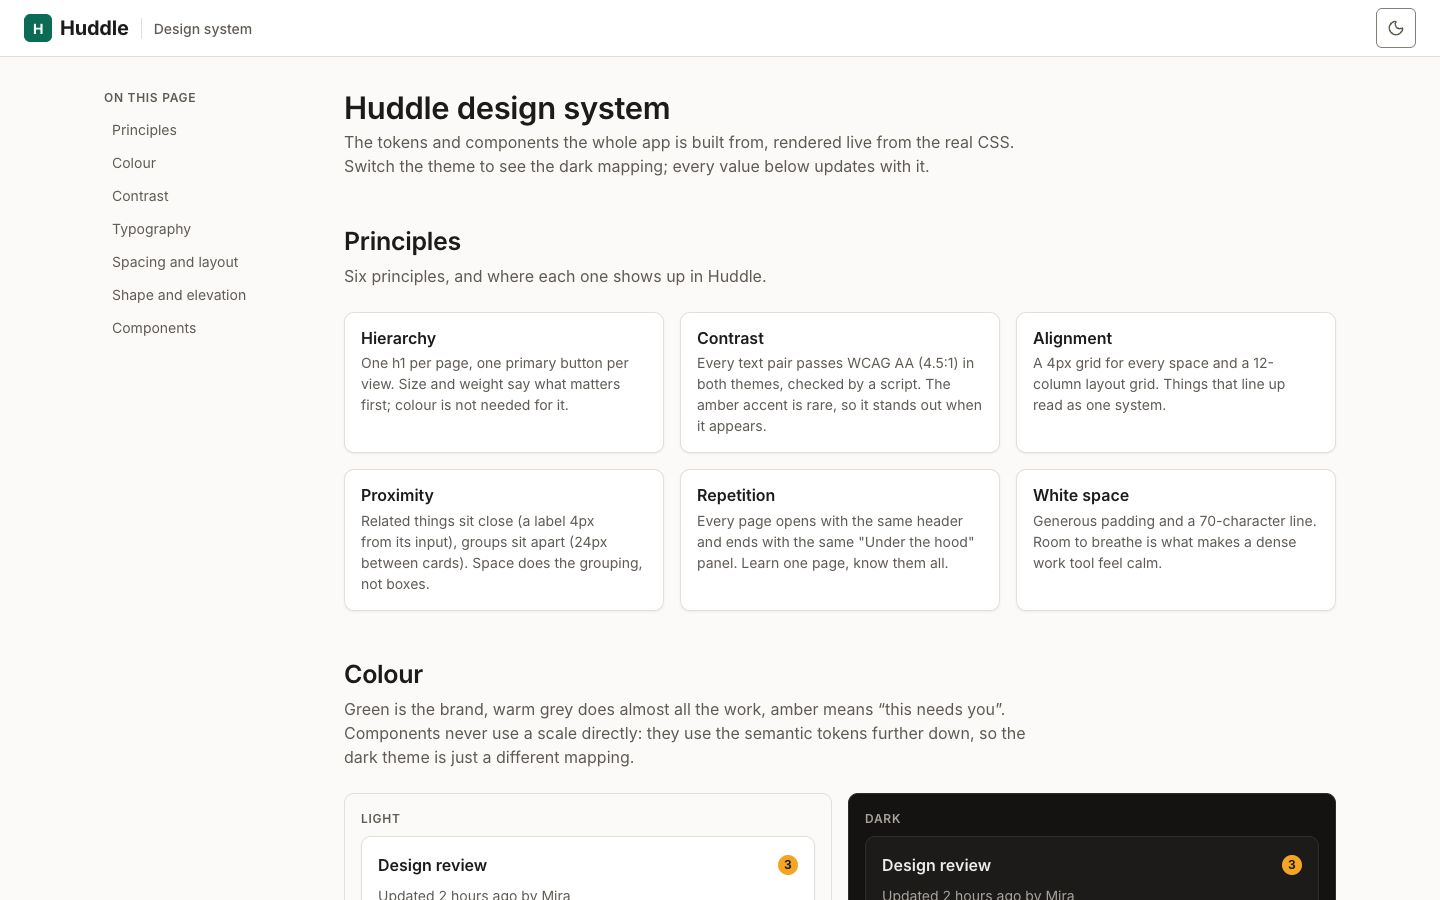 H Huddle Design system
ON THIS PAGE
Principles
Colour
Contrast
Typography
Spacing and layout
Shape and elevation
Components
Huddle design system
The tokens and components the whole app is built from, rendered live from the real CSS.
Switch the theme to see the dark mapping; every value below updates with it.
Principles
Six principles, and where each one shows up in Huddle.
Hierarchy
One h1 per page, one primary button per
view. Size and weight say what matters
first; colour is not needed for it.
Contrast
Every text pair passes WCAG AA (4.5:1) in
both themes, checked by a script. The
amber accent is rare, so it stands out when
it appears.
Alignment
A 4px grid for every space and a 12-
column layout grid. Things that line up
read as one system.
Proximity
Related things sit close (a label 4px
from its input), groups sit apart (24px
between cards). Space does the grouping,
not boxes.
Repetition
Every page opens with the same header
and ends with the same "Under the hood"
panel. Learn one page, know them all.
White space
Generous padding and a 70-character line.
Room to breathe is what makes a dense
work tool feel calm.
Colour
Green is the brand, warm grey does almost all the work, amber means “this needs you”.
Components never use a scale directly: they use the semantic tokens further down, so the
dark theme is just a different mapping.
LIGHT
Design review 3
Updated 2 hours ago by Mira
DARK
Design review 3
Updated 2 hours ago by Mira